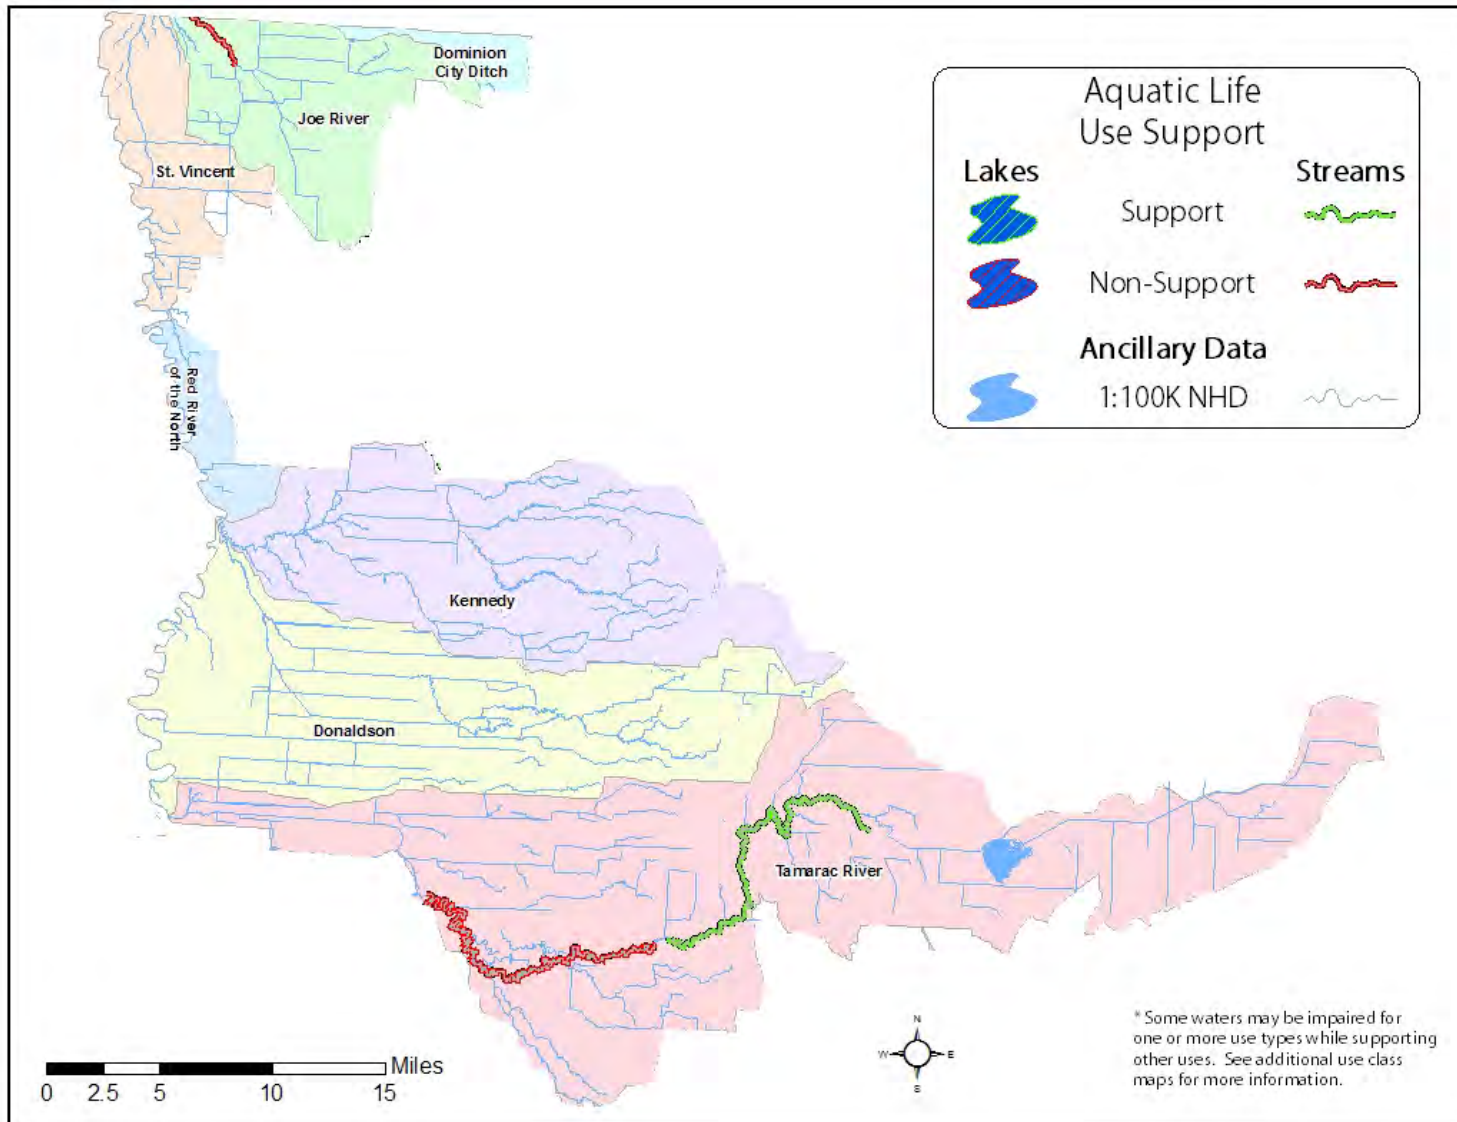 Dominion
City Ditch
Joe River
St. Vincent
Red River
of the North
Kennedy
Donaldson
Tamarac River
Aquatic Life
Use Support
Lakes Streams
Support
Non-Support
Ancillary Data
1:100K NHD
N
W E
S
0 2.5 5 10 15 Miles
* Some waters may be impaired for
one or more use types while supporting
other uses. See additional use class
maps for more information.